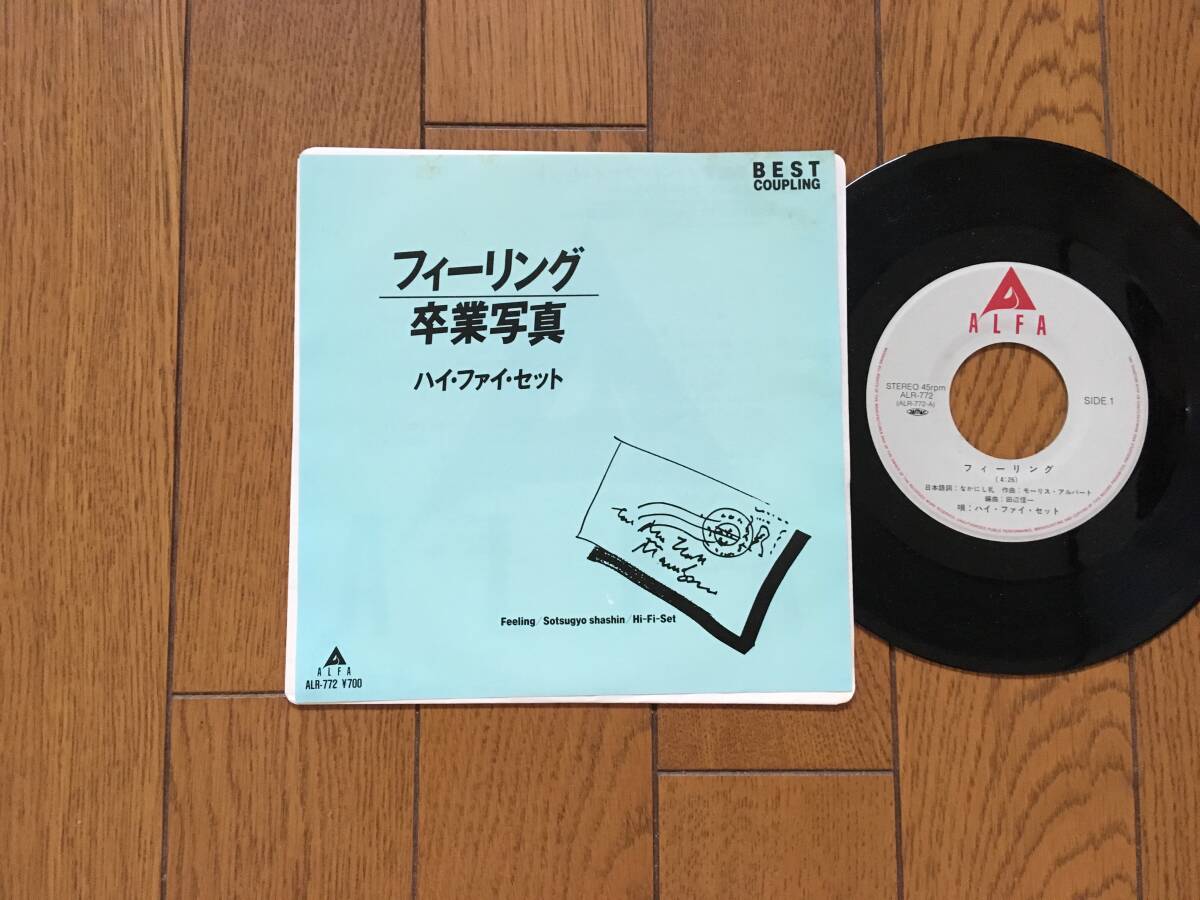 BEST
COUPLING
フィーリング
卒業写真
ハイ・ファイ・セット
Feeling/Sotsugyo shashin/Hi-Fi-Set
ALFA
ALR-772 ¥700
ALFA
STEREO 45rpm
ALR-772
(ALR-772-A)
SIDE 1
フィーリング
(4:26)
日本語詞:なかにし礼 作曲:モーリス・アルバート
編曲:田辺信一
唄:ハイ・ファイ・セット